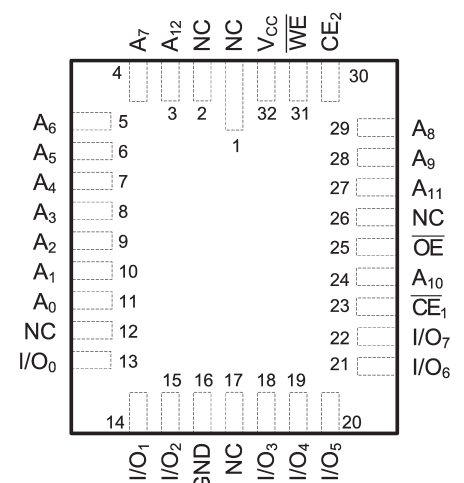 A7 A12 NC NC VCC W̅E̅ CE2
4 3 2 1 32 31 30
A6 5 29 A8
A5 6 28 A9
A4 7 27 A11
A3 8 26 NC
A2 9 25 O̅E̅
A1 10 24 A10
A0 11 23 C̅E̅1
NC 12 22 I/O7
I/O0 13 21 I/O6
14 15 16 17 18 19 20
I/O1 I/O2 GND NC I/O3 I/O4 I/O5